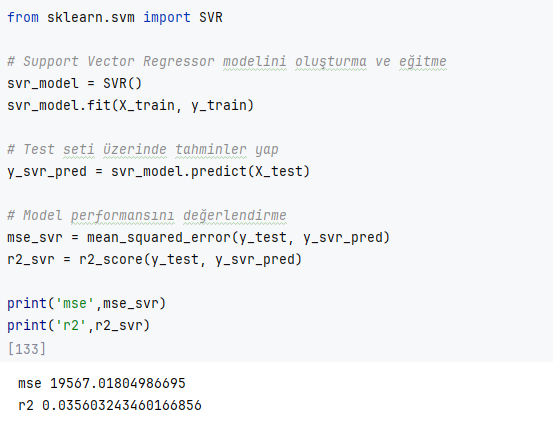 from sklearn.svm import SVR
# Support Vector Regressor modelini oluşturma ve eğitme
svr_model = SVR()
svr_model.fit(X_train, y_train)
# Test seti üzerinde tahminler yap
y_svr_pred = svr_model.predict(X_test)
# Model performansını değerlendirme
mse_svr = mean_squared_error(y_test, y_svr_pred)
r2_svr = r2_score(y_test, y_svr_pred)
print('mse',mse_svr)
print('r2',r2_svr)
[133]
mse 19567.01804986695
r2 0.035603243460166856